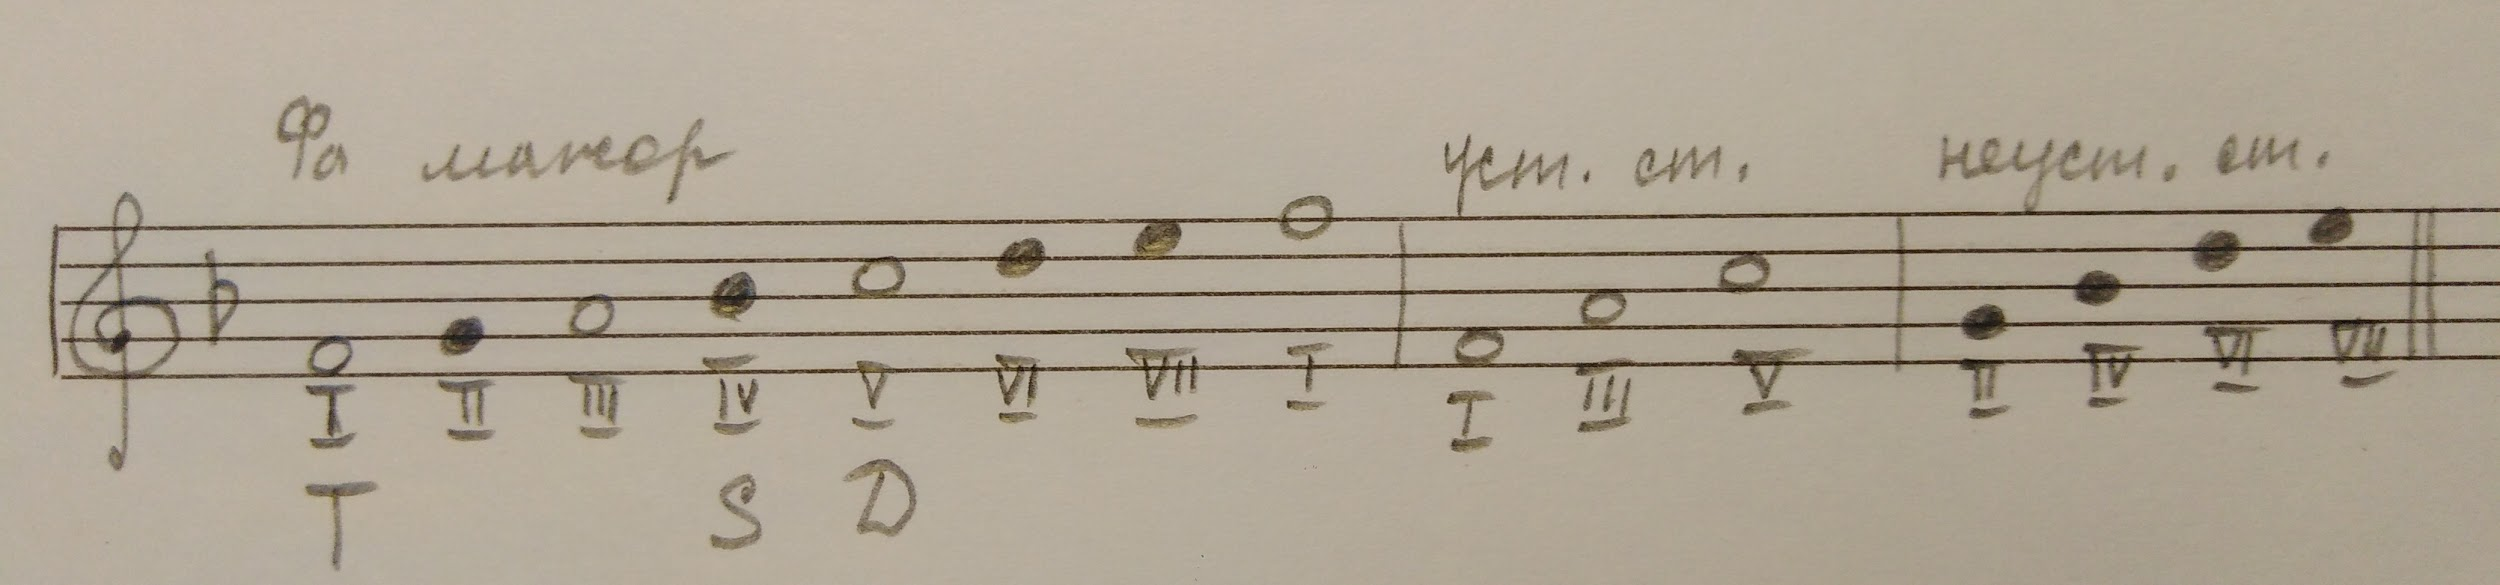 Фа мажор уст. ст. неуст. ст.
I II III IV V VI VII I I III V II IV VI VII
T S D